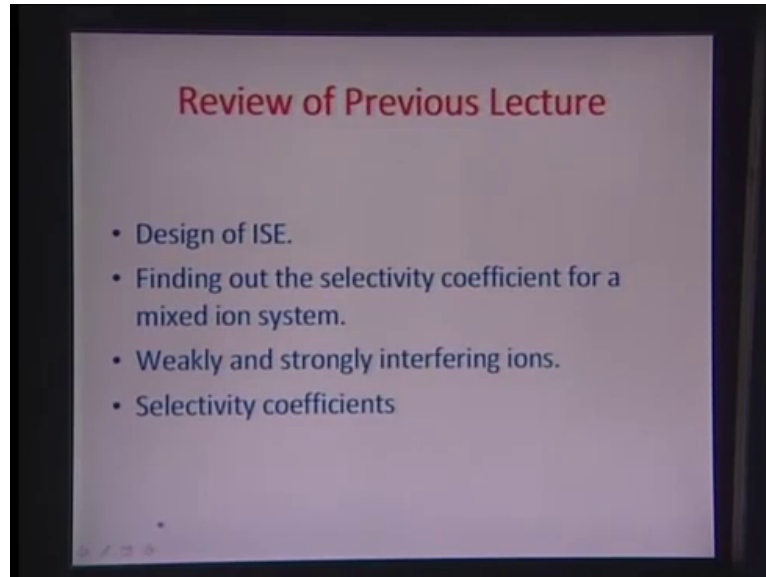 Review of Previous Lecture
• Design of ISE.
• Finding out the selectivity coefficient for a
mixed ion system.
• Weakly and strongly interfering ions.
• Selectivity coefficients